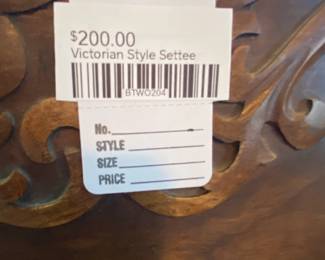 $200.00
Victorian Style Settee
BTWO204
No.
STYLE
SIZE
PRICE